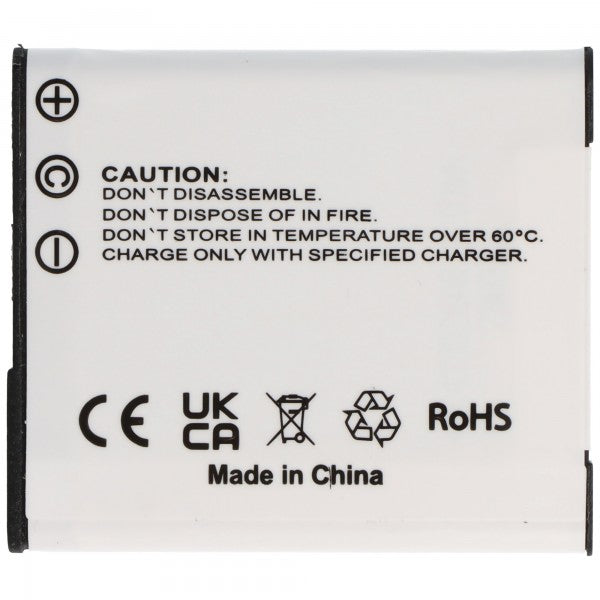 +
C
CAUTION:
DON`T DISASSEMBLE.
DON`T DISPOSE OF IN FIRE.
DON`T STORE IN TEMPERATURE OVER 60°C.
CHARGE ONLY WITH SPECIFIED CHARGER.
−
CE UK CA RoHS
Made in China